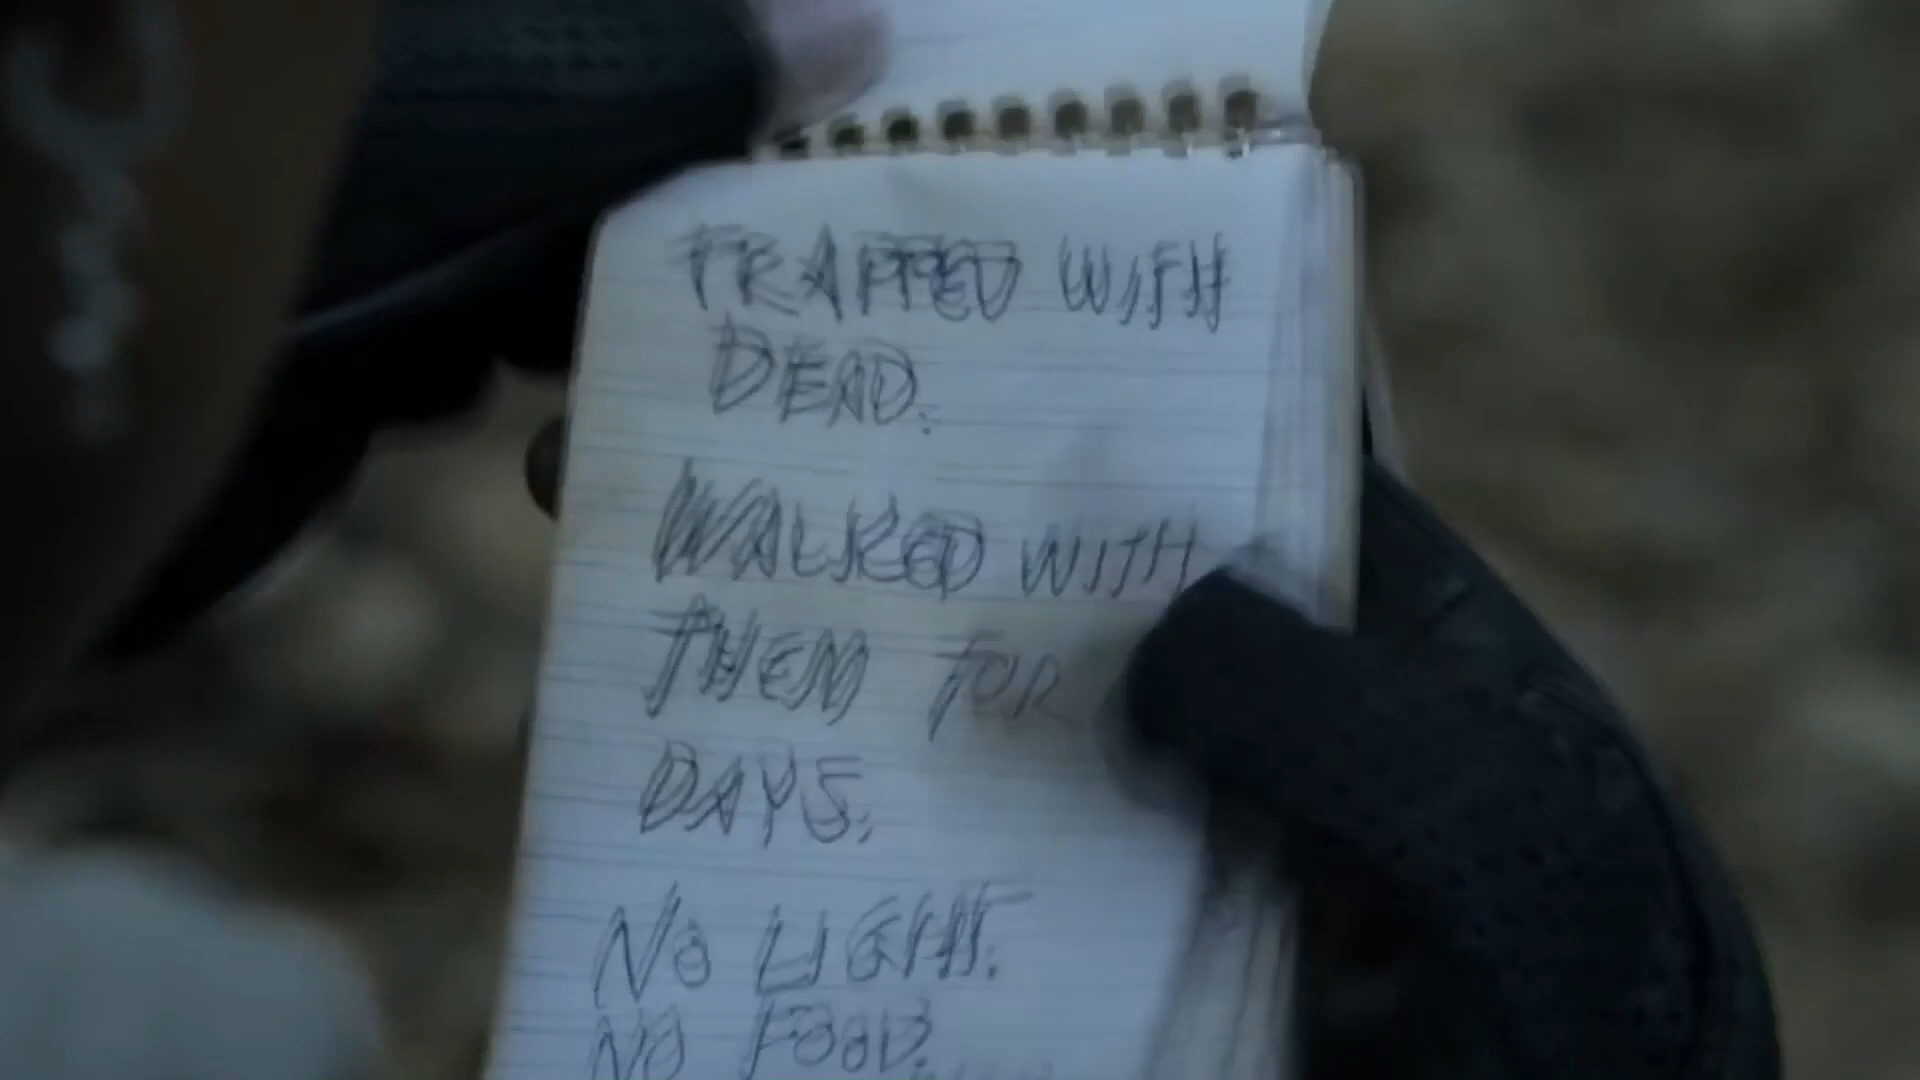 TRAPPED WITH
DEAD.
WALKED WITH
THEM FOR
DAYS.
NO LIGHT.
NO FOOD.